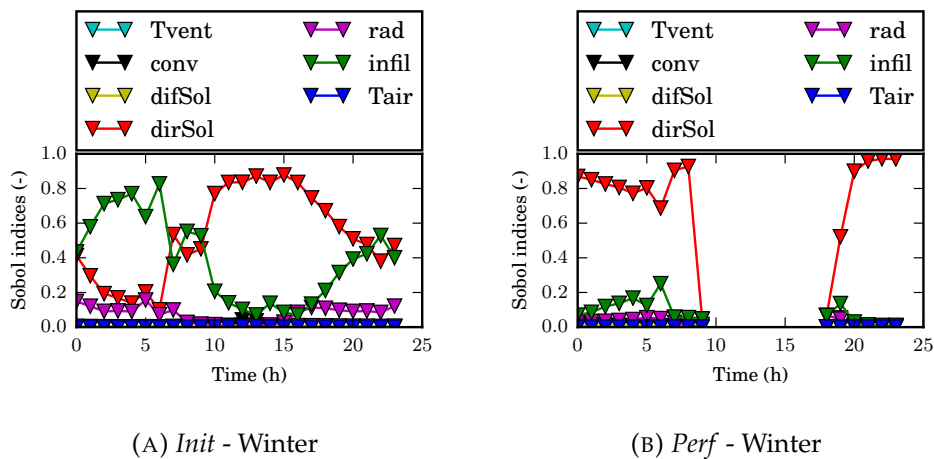 Tvent rad
conv infil
difSol Tair
dirSol
1.0
0.8
0.6
0.4
0.2
0.0
0 5 10 15 20 25
Sobol indices (-)
Time (h)
(A) Init - Winter
Tvent rad
conv infil
difSol Tair
dirSol
1.0
0.8
0.6
0.4
0.2
0.0
0 5 10 15 20 25
Sobol indices (-)
Time (h)
(B) Perf - Winter